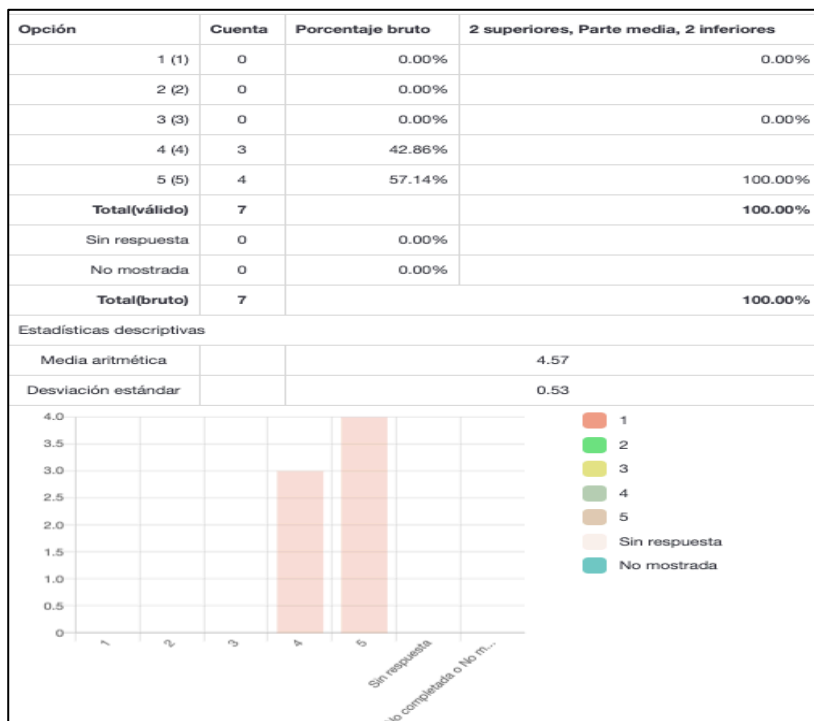 Opción Cuenta Porcentaje bruto 2 superiores, Parte media, 2 inferiores
1 (1) 0 0.00% 0.00%
2 (2) 0 0.00%
3 (3) 0 0.00% 0.00%
4 (4) 3 42.86%
5 (5) 4 57.14% 100.00%
Total(válido) 7 100.00%
Sin respuesta 0 0.00%
No mostrada 0 0.00%
Total(bruto) 7 100.00%
Estadísticas descriptivas
Media aritmética 4.57
Desviación estándar 0.53
4.0
3.5
3.0
2.5
2.0
1.5
1.0
0.5
0
1
2
3
4
5
Sin respuesta
completada o No m...
1
2
3
4
5
Sin respuesta
No mostrada